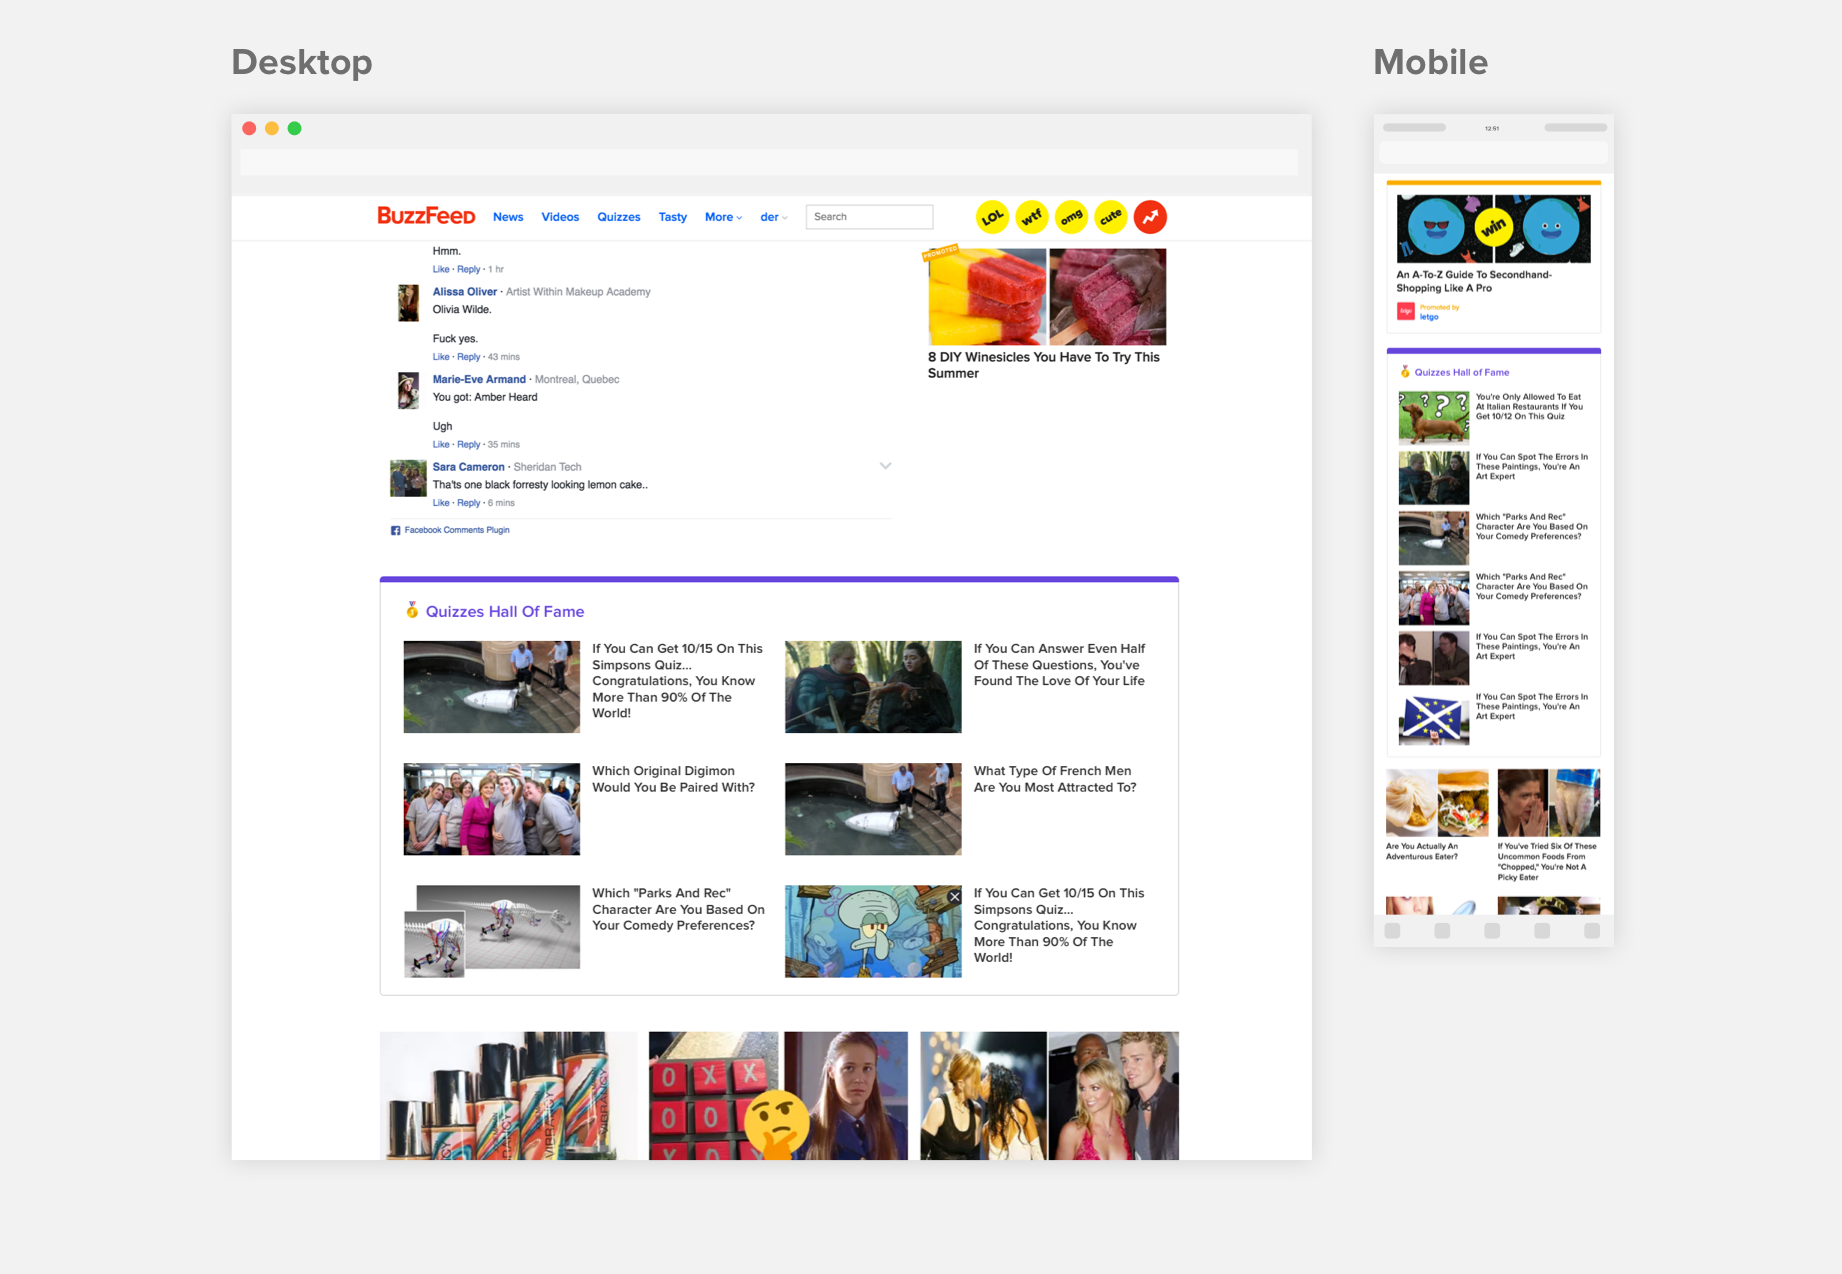 Desktop
BuzzFeed
News
Videos
Quizzes
Tasty
More
der
Search
LOL
wtf
omg
cute
Hmm.
Like · Reply · 1 hr
Alissa Oliver · Artist Within Makeup Academy
Olivia Wilde.
Fuck yes.
Like · Reply · 43 mins
Marie-Eve Armand · Montreal, Quebec
You got: Amber Heard
Ugh
Like · Reply · 35 mins
Sara Cameron · Sheridan Tech
Tha'ts one black forresty looking lemon cake..
Like · Reply · 6 mins
Facebook Comments Plugin
PROMOTED
8 DIY Winesicles You Have To Try This
Summer
Quizzes Hall Of Fame
If You Can Get 10/15 On This
Simpsons Quiz...
Congratulations, You Know
More Than 90% Of The
World!
If You Can Answer Even Half
Of These Questions, You've
Found The Love Of Your Life
Which Original Digimon
Would You Be Paired With?
What Type Of French Men
Are You Most Attracted To?
Which "Parks And Rec"
Character Are You Based On
Your Comedy Preferences?
If You Can Get 10/15 On This
Simpsons Quiz...
Congratulations, You Know
More Than 90% Of The
World!
VIBRANCY
O X X
O O
X O
Mobile
12:51
win
An A-To-Z Guide To Secondhand-
Shopping Like A Pro
letgo
Promoted by
letgo
Quizzes Hall of Fame
You're Only Allowed To Eat
At Italian Restaurants If You
Get 10/12 On This Quiz
If You Can Spot The Errors In
These Paintings, You're An
Art Expert
Which "Parks And Rec"
Character Are You Based On
Your Comedy Preferences?
Which "Parks And Rec"
Character Are You Based On
Your Comedy Preferences?
If You Can Spot The Errors In
These Paintings, You're An
Art Expert
If You Can Spot The Errors In
These Paintings, You're An
Art Expert
Are You Actually An
Adventurous Eater?
If You've Tried Six Of These
Uncommon Foods From
"Chopped," You're Not A
Picky Eater